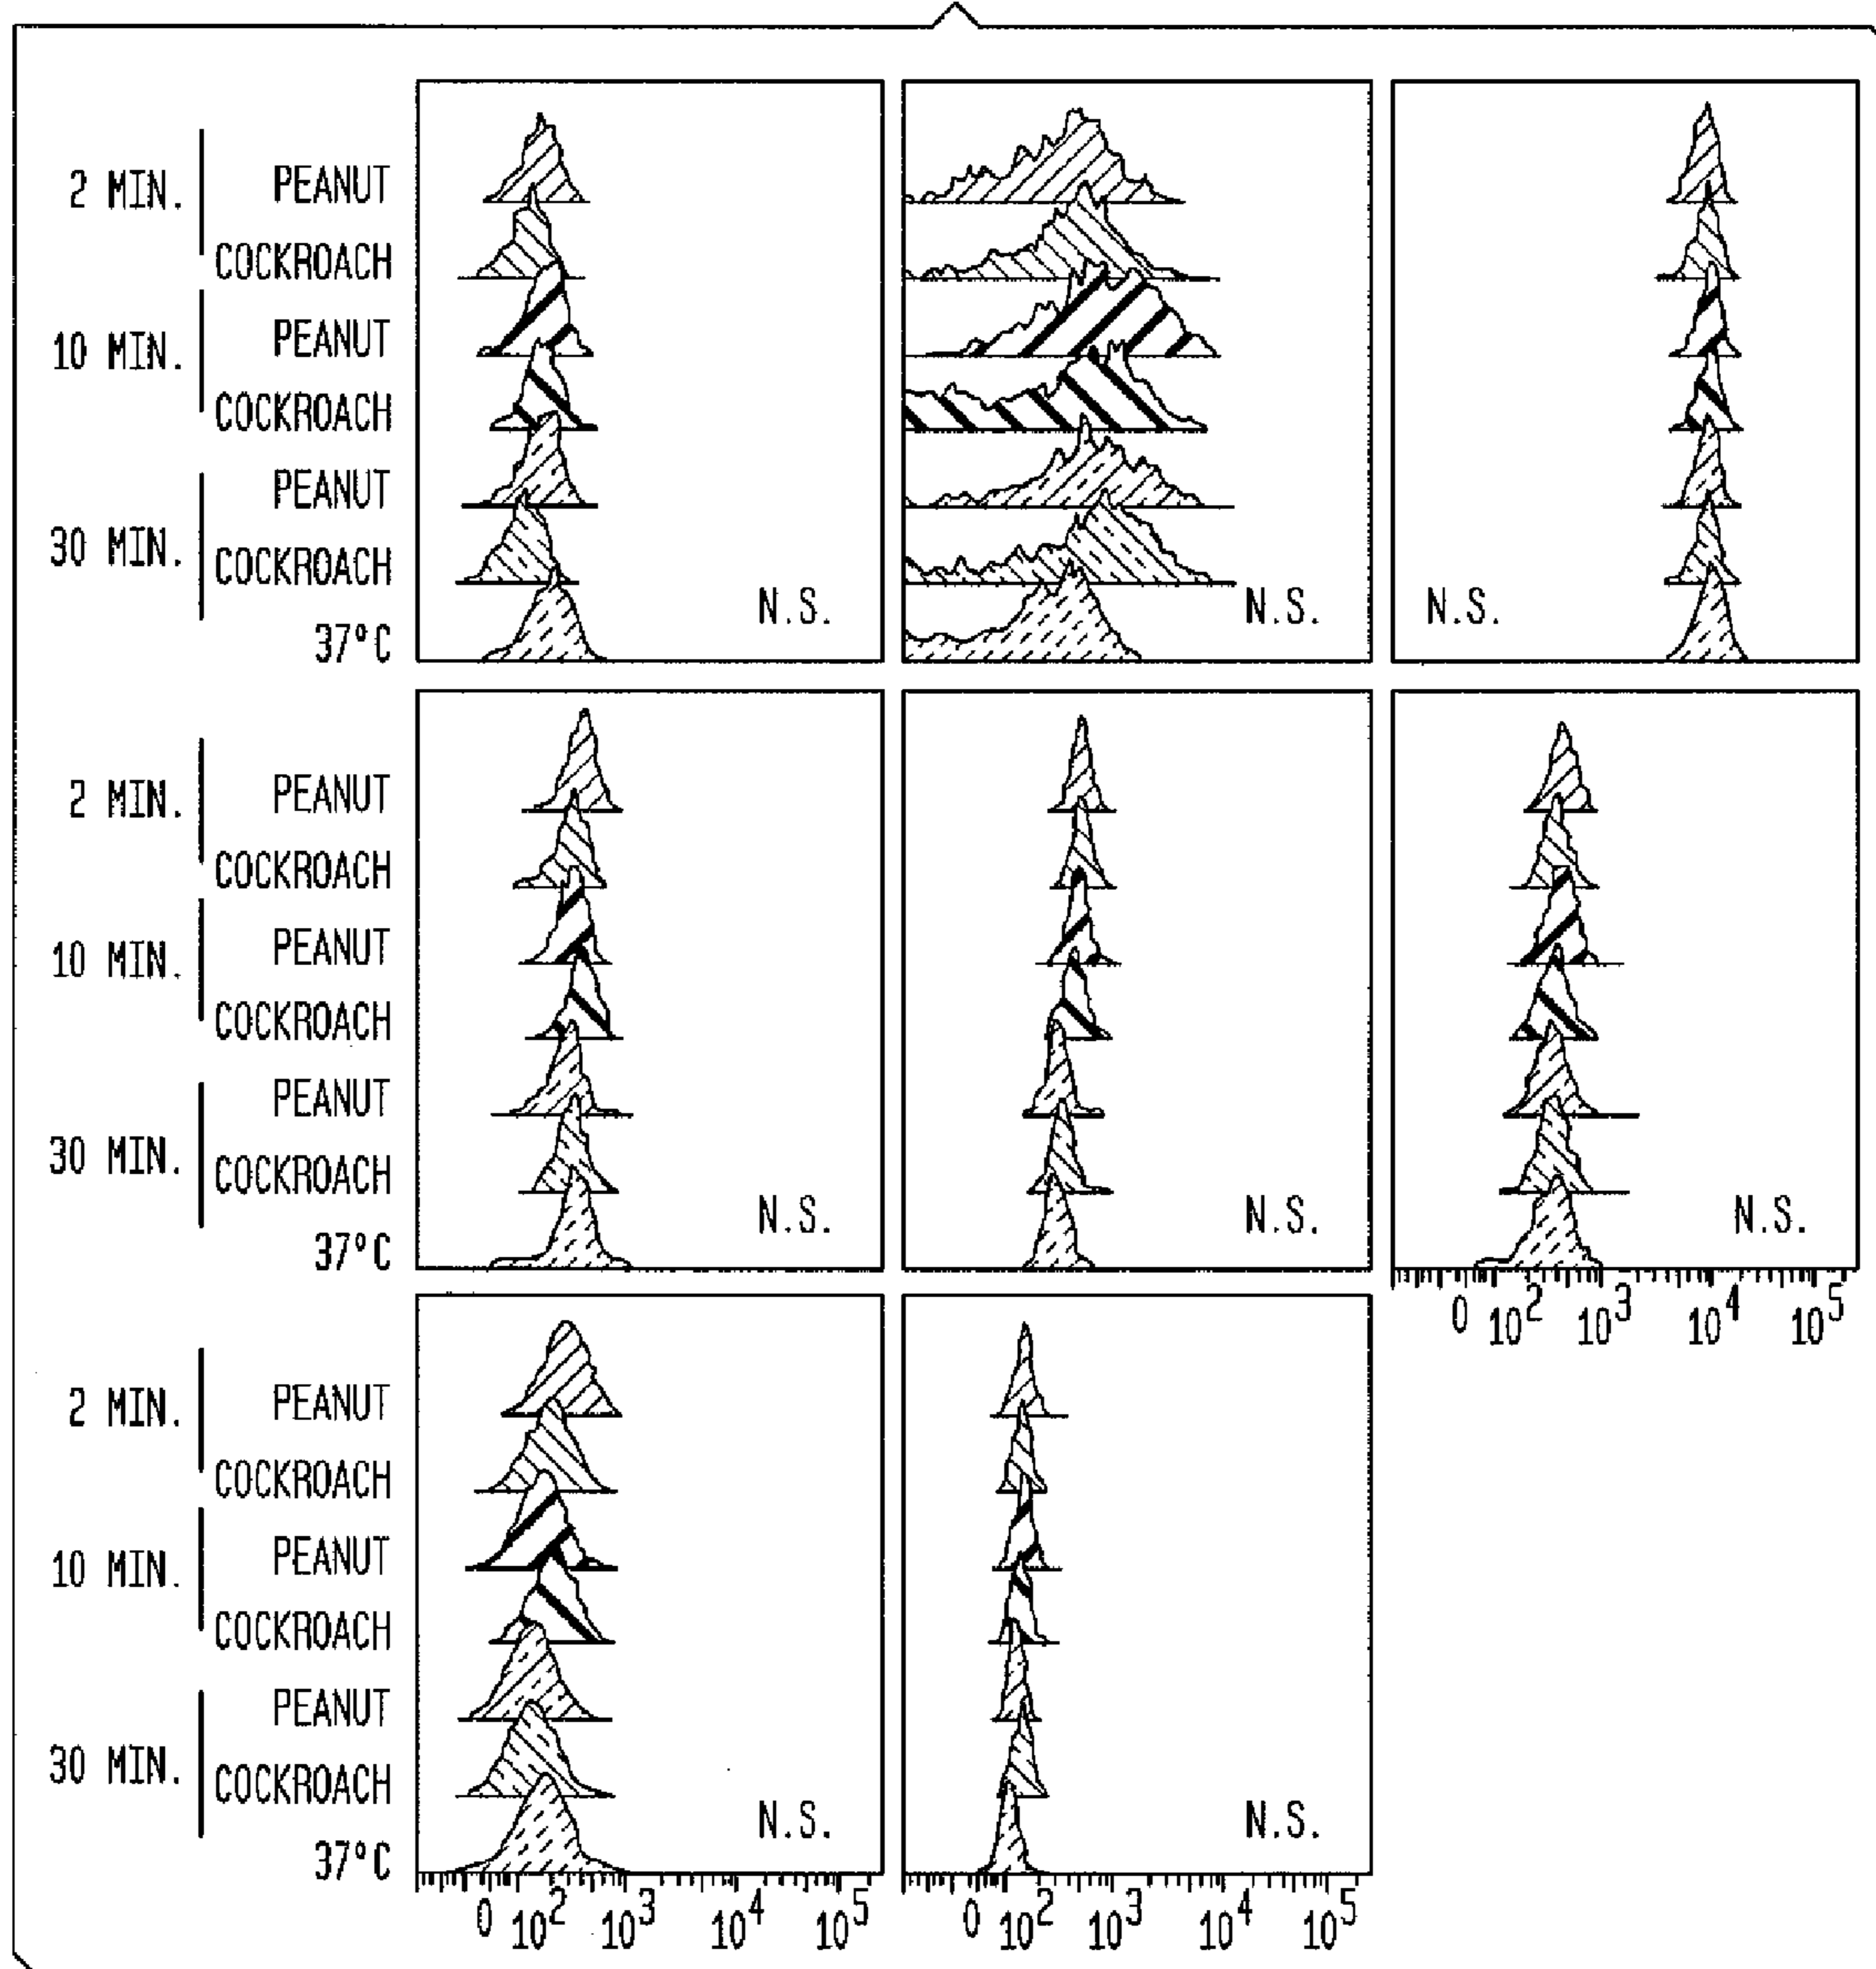 2 MIN.
PEANUT
COCKROACH
10 MIN.
PEANUT
COCKROACH
30 MIN.
PEANUT
COCKROACH
37°C
N.S.
N.S.
N.S.
2 MIN.
PEANUT
COCKROACH
10 MIN.
PEANUT
COCKROACH
30 MIN.
PEANUT
COCKROACH
37°C
N.S.
N.S.
N.S.
0 10² 10³ 10⁴ 10⁵
2 MIN.
PEANUT
COCKROACH
10 MIN.
PEANUT
COCKROACH
30 MIN.
PEANUT
COCKROACH
37°C
N.S.
N.S.
0 10² 10³ 10⁴ 10�5
0 10² 10³ 10⁴ 10⁵